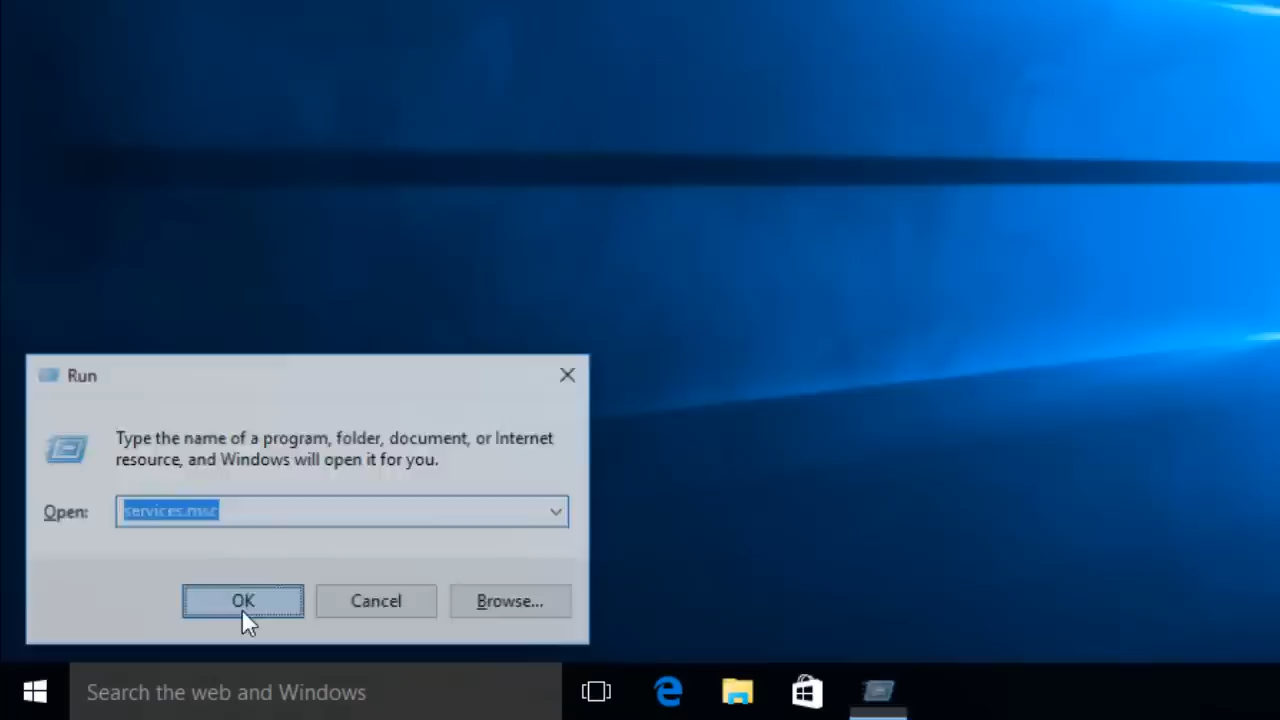 Run
Type the name of a program, folder, document, or Internet
resource, and Windows will open it for you.
Open:
services.msc
OK
Cancel
Browse...
Search the web and Windows